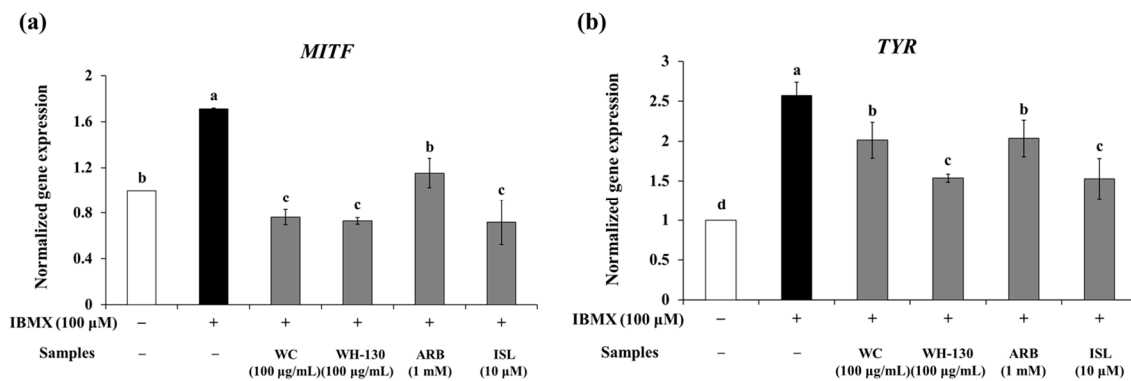 (a)
MITF
Normalized gene expression
2
1.6
1.2
0.8
0.4
0
b
a
c
c
b
c
IBMX (100 μM) – + + + + +
Samples – – WC WH-130 ARB ISL
(100 μg/mL) (100 μg/mL) (1 mM) (10 μM)
(b)
TYR
Normalized gene expression
3
2.5
2
1.5
1
0.5
0
d
a
b
c
b
c
IBMX (100 μM) – + + + + +
Samples – – WC WH-130 ARB ISL
(100 μg/mL) (100 μg/mL) (1 mM) (10 μM)